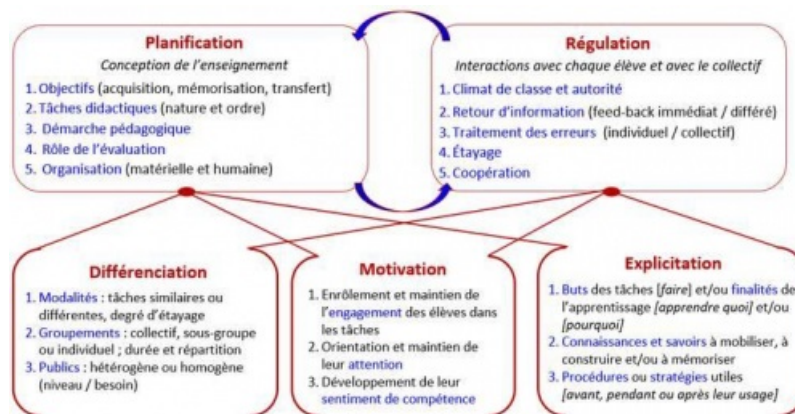 Planification
Conception de l'enseignement
1. Objectifs (acquisition, mémorisation, transfert)
2. Tâches didactiques (nature et ordre)
3. Démarche pédagogique
4. Rôle de l'évaluation
5. Organisation (matérielle et humaine)
Régulation
Interactions avec chaque élève et avec le collectif
1. Climat de classe et autorité
2. Retour d'information (feed-back immédiat / différé)
3. Traitement des erreurs (individuel / collectif)
4. Étayage
5. Coopération
Différenciation
1. Modalités : tâches similaires ou
différentes, degré d'étayage
2. Groupements : collectif, sous-groupe
ou individuel ; durée et répartition
3. Publics : hétérogène ou homogène
(niveau / besoin)
Motivation
1. Enrôlement et maintien de
l'engagement des élèves dans
les tâches
2. Orientation et maintien de
leur attention
3. Développement de leur
sentiment de compétence
Explicitation
1. Buts des tâches [faire] et/ou finalités de
l'apprentissage [apprendre quoi] et/ou
[pourquoi]
2. Connaissances et savoirs à mobiliser, à
construire et/ou à mémoriser
3. Procédures ou stratégies utiles
[avant, pendant ou après leur usage]